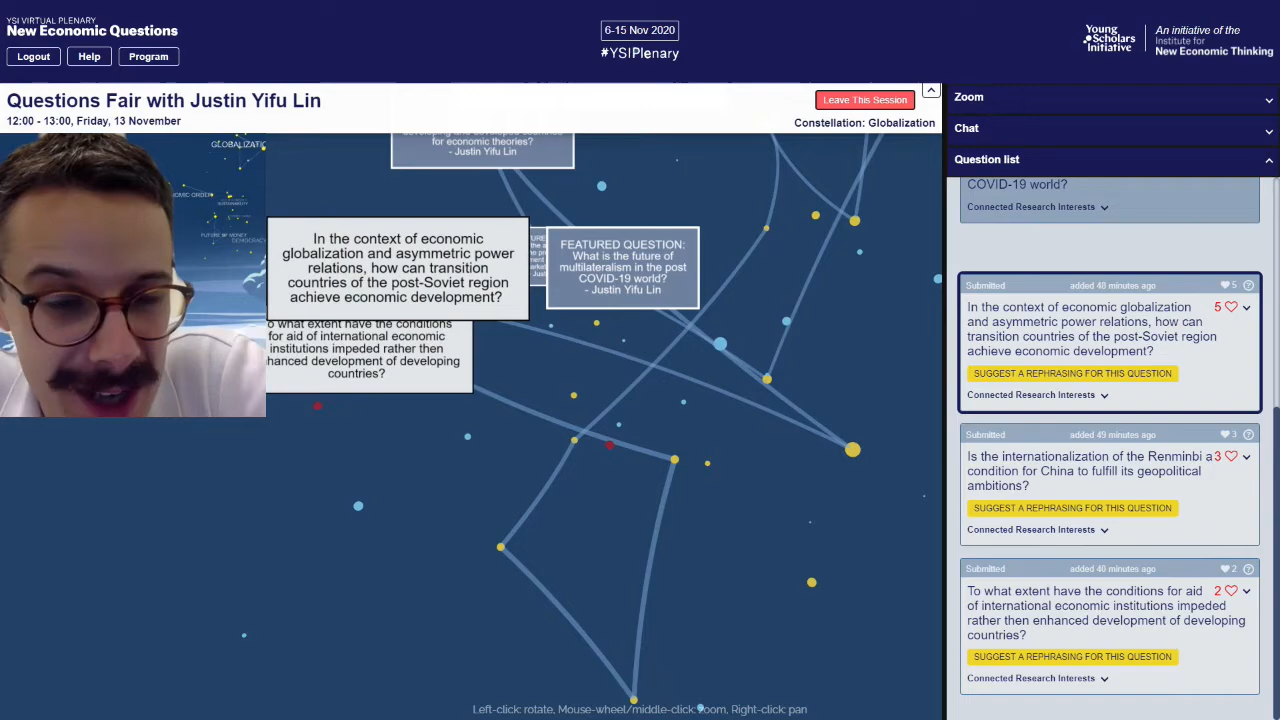 YSI VIRTUAL PLENARY
New Economic Questions
Logout
Help
Program
6-15 Nov 2020
#YSIPlenary
Young
Scholars
Initiative
An initiative of the
Institute for
New Economic Thinking
Questions Fair with Justin Yifu Lin
12:00 - 13:00, Friday, 13 November
Leave This Session
Constellation: Globalization
for economic theories?
- Justin Yifu Lin
In the context of economic
globalization and asymmetric power
relations, how can transition
countries of the post-Soviet region
achieve economic development?
FEATURED QUESTION:
What is the future of
multilateralism in the post
COVID-19 world?
- Justin Yifu Lin
o what extent have the conditions
for aid of international economic
institutions impeded rather then
hanced development of developing
countries?
FUTURE OF MONEY
Left-click: rotate, Mouse-wheel/middle-click: zoom, Right-click: pan
Zoom
Chat
Question list
COVID-19 world?
Connected Research Interests
Submitted added 48 minutes ago 5
In the context of economic globalization 5
and asymmetric power relations, how can
transition countries of the post-Soviet region
achieve economic development?
SUGGEST A REPHRASING FOR THIS QUESTION
Connected Research Interests
Submitted added 49 minutes ago 3
Is the internationalization of the Renminbi a 3
condition for China to fulfill its geopolitical
ambitions?
SUGGEST A REPHRASING FOR THIS QUESTION
Connected Research Interests
Submitted added 40 minutes ago 2
To what extent have the conditions for aid 2
of international economic institutions impeded
rather then enhanced development of developing
countries?
SUGGEST A REPHRASING FOR THIS QUESTION
Connected Research Interests